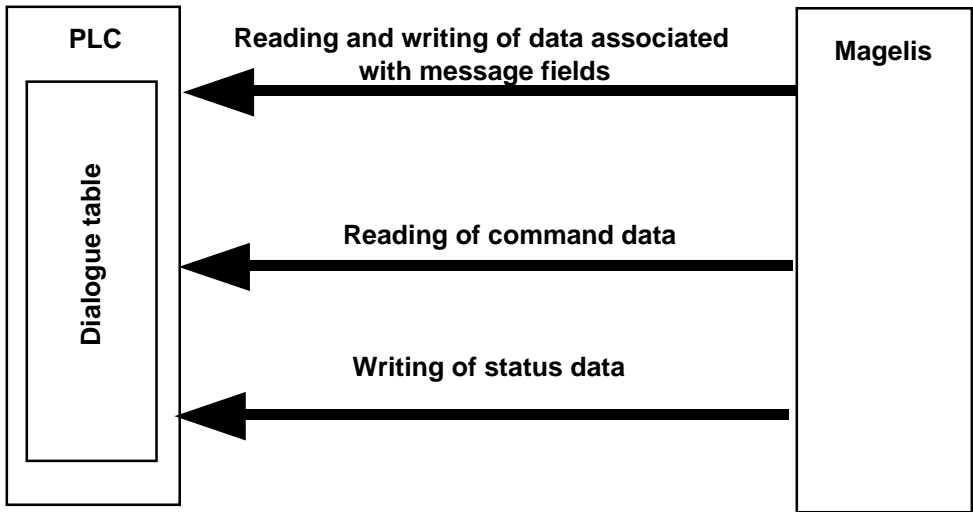 PLC
Reading and writing of data associated
with message fields
Magelis
Dialogue table
Reading of command data
Writing of status data